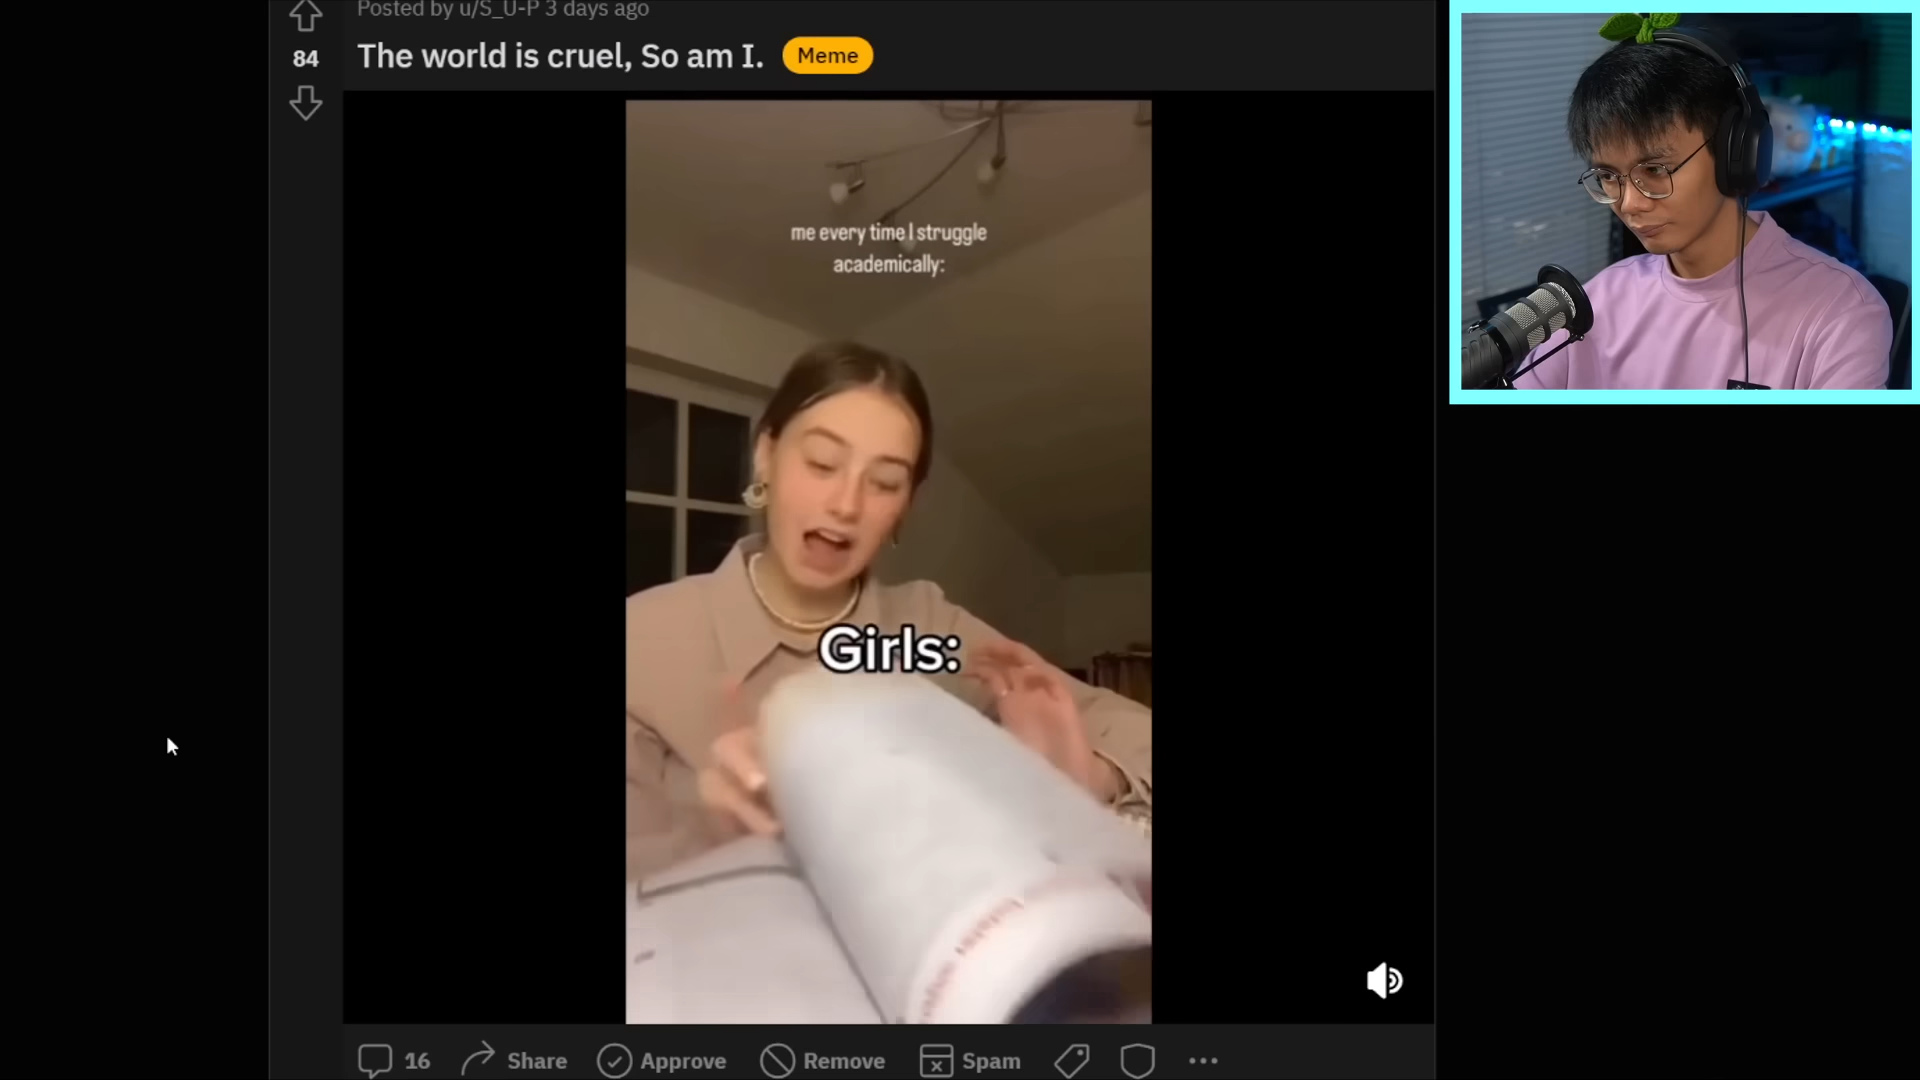 Posted by u/S_U-P 3 days ago
84
The world is cruel, So am I.
Meme
me every time I struggle
academically:
Girls:
16
Share
Approve
Remove
Spam